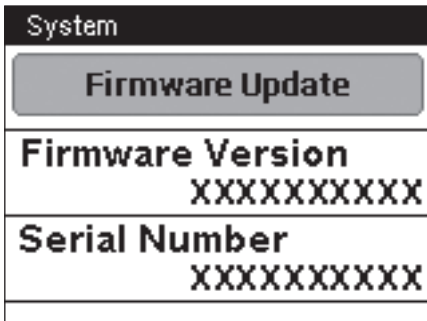 System
Firmware Update
Firmware Version
XXXXXXXXXX
Serial Number
XXXXXXXXXX